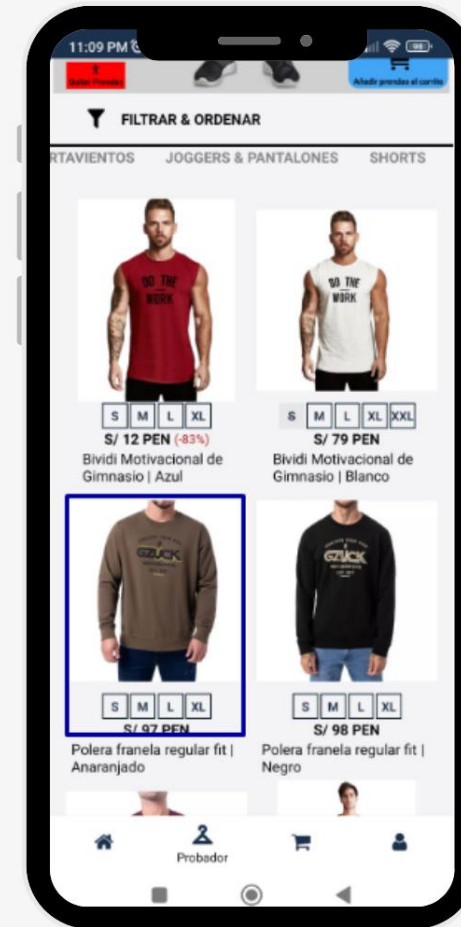 11:09 PM
98
Quitar Prendas
Añadir prendas al carrito
FILTRAR & ORDENAR
RTAVIENTOS JOGGERS & PANTALONES SHORTS
DO THE
WORK
DO THE
WORK
S M L XL
S M L XL XXL
S/ 12 PEN (-83%)
S/ 79 PEN
Bividi Motivacional de
Gimnasio | Azul
Bividi Motivacional de
Gimnasio | Blanco
GZUCK
GZUCK
S M L XL
S M L XL
S/ 97 PEN
S/ 98 PEN
Polera franela regular fit |
Anaranjado
Polera franela regular fit |
Negro
Probador